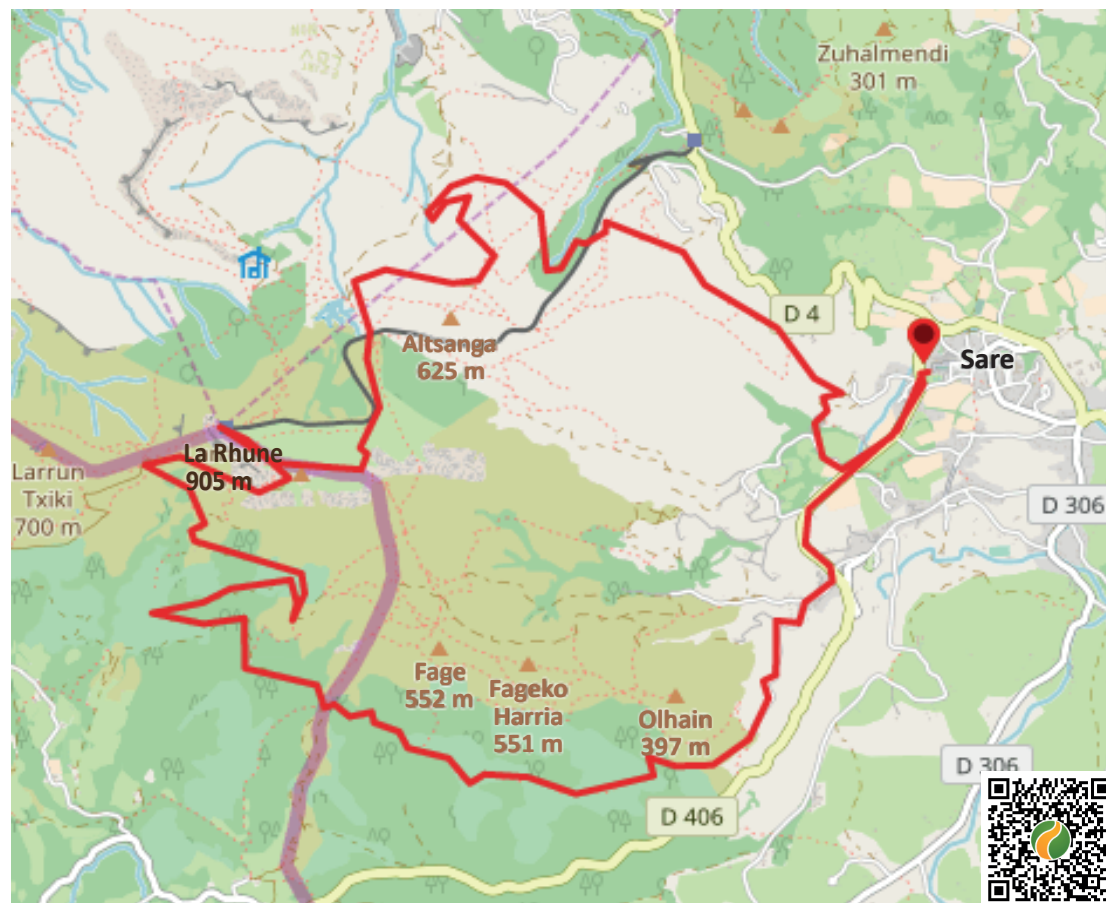 Zuhalmendi
301 m
D 4
Sare
Altsanga
625 m
La Rhune
905 m
Larrun
Txiki
700 m
D 306
Fage
552 m
Fageko
Harria
551 m
Olhain
397 m
D 306
D 406